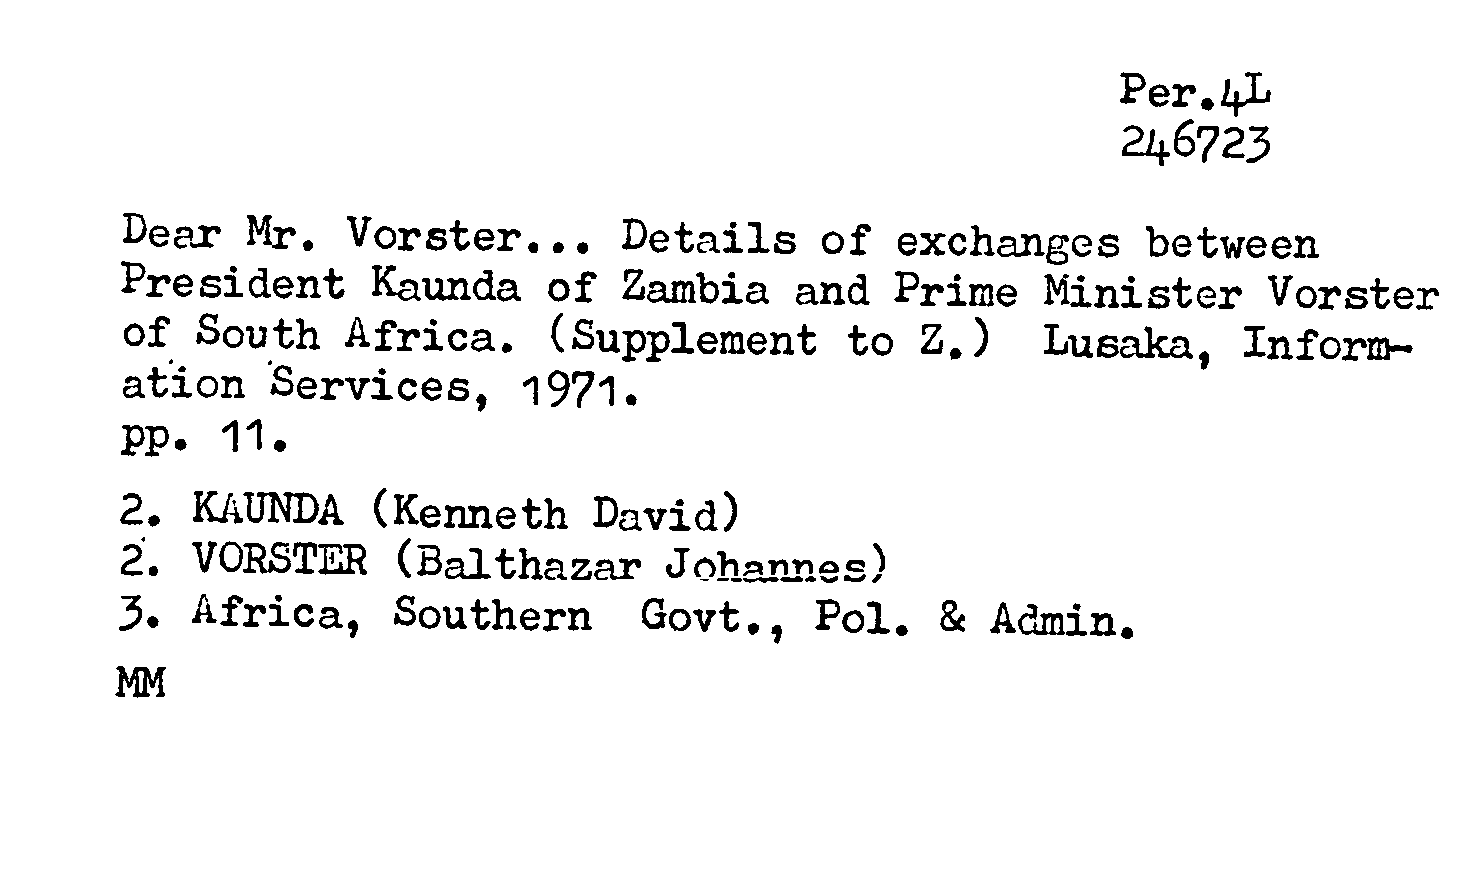 Per.4L
246723
Dear Mr. Vorster... Details of exchanges between
President Kaunda of Zambia and Prime Minister Vorster
of South Africa. (Supplement to Z.) Lusaka, Inform-
ation Services, 1971.
pp. 11.
2. KAUNDA (Kenneth David)
2. VORSTER (Balthazar Johannes)
3. Africa, Southern Govt., Pol. & Admin.
MM